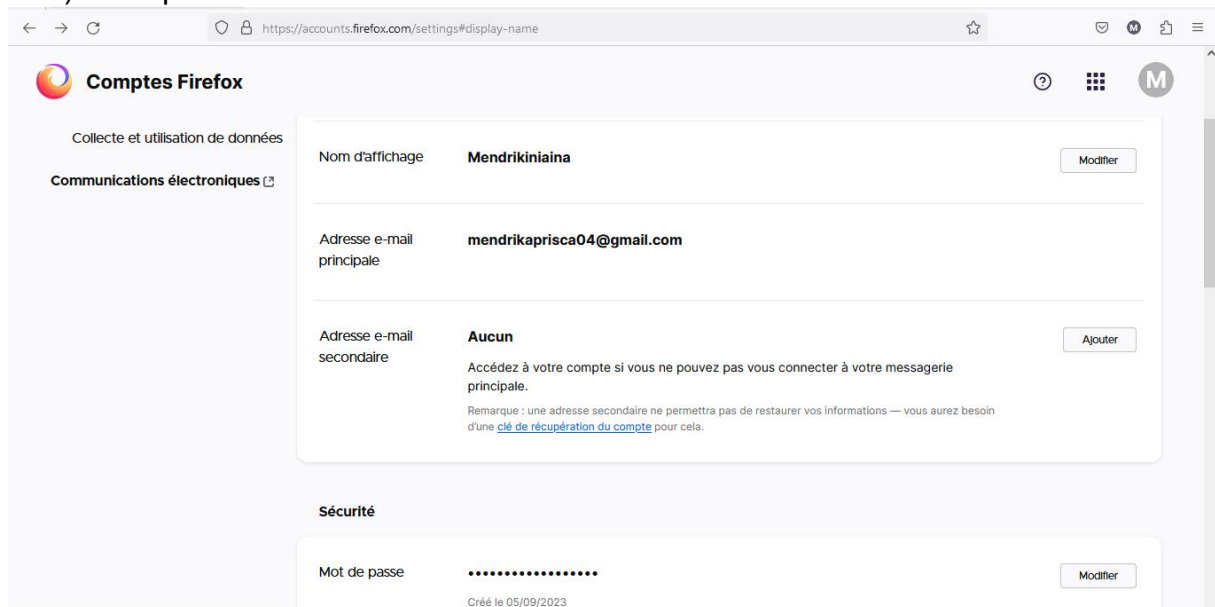 https://accounts.firefox.com/settings#display-name
M
Comptes Firefox
M
Collecte et utilisation de données
Communications électroniques
Nom d'affichage
Mendrikiniaina
Modifier
Adresse e-mail
principale
mendrikaprisca04@gmail.com
Adresse e-mail
secondaire
Aucun
Ajouter
Accédez à votre compte si vous ne pouvez pas vous connecter à votre messagerie
principale.
Remarque : une adresse secondaire ne permettra pas de restaurer vos informations — vous aurez besoin
d'une clé de récupération du compte pour cela.
Sécurité
Mot de passe
••••••••••••••••••
Modifier
Créé le 05/09/2023